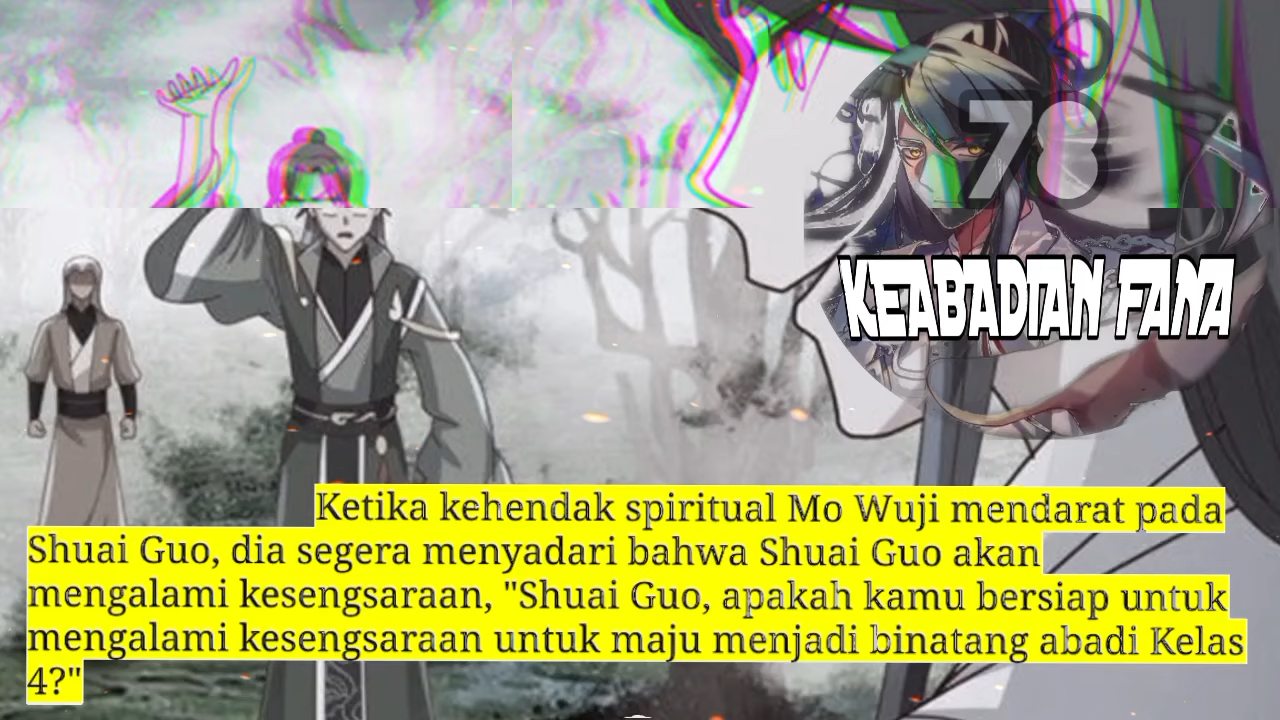 78
KEABADIAN FANA
Ketika kehendak spiritual Mo Wuji mendarat pada
Shuai Guo, dia segera menyadari bahwa Shuai Guo akan
mengalami kesengsaraan, "Shuai Guo, apakah kamu bersiap untuk
mengalami kesengsaraan untuk maju menjadi binatang abadi Kelas
4?"